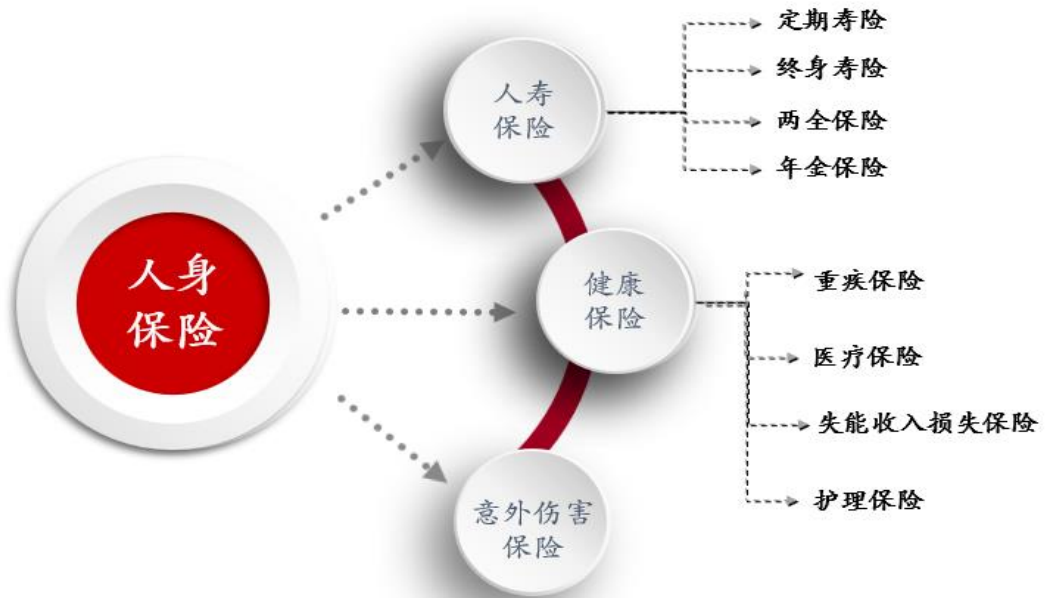 人身
保险
人寿
保险
定期寿险
终身寿险
两全保险
年金保险
健康
保险
重疾保险
医疗保险
失能收入损失保险
护理保险
意外伤害
保险